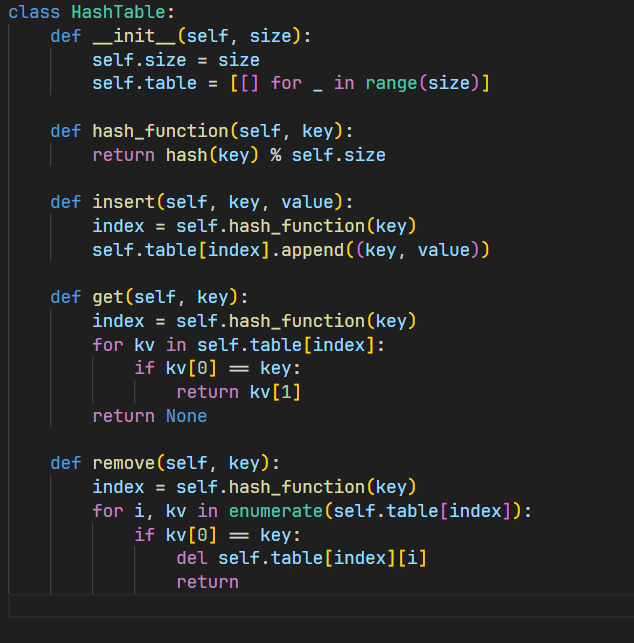 class HashTable:
    def __init__(self, size):
        self.size = size
        self.table = [[] for _ in range(size)]

    def hash_function(self, key):
        return hash(key) % self.size

    def insert(self, key, value):
        index = self.hash_function(key)
        self.table[index].append((key, value))

    def get(self, key):
        index = self.hash_function(key)
        for kv in self.table[index]:
            if kv[0] == key:
                return kv[1]
        return None

    def remove(self, key):
        index = self.hash_function(key)
        for i, kv in enumerate(self.table[index]):
            if kv[0] == key:
                del self.table[index][i]
                return